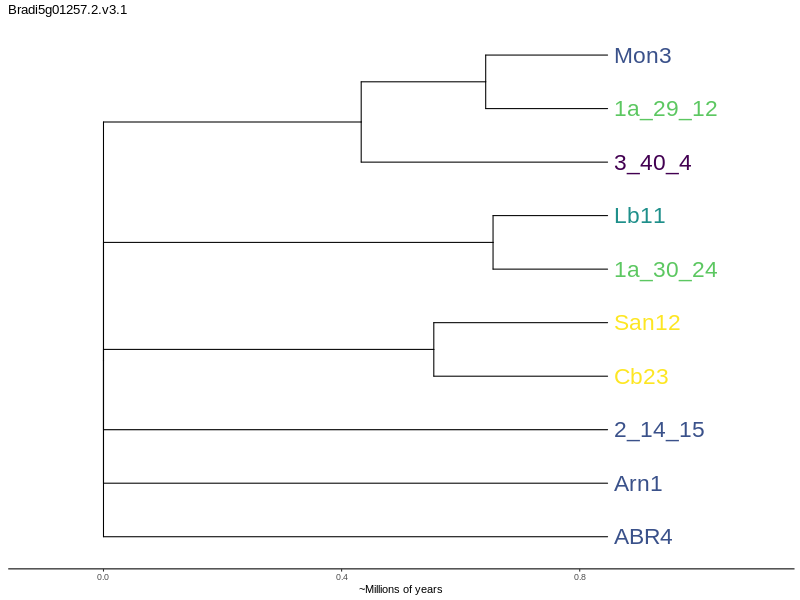 Bradi5g01257.2.v3.1
Mon3
1a_29_12
3_40_4
Lb11
1a_30_24
San12
Cb23
2_14_15
Arn1
ABR4
0.0 0.4 0.8
~Millions of years